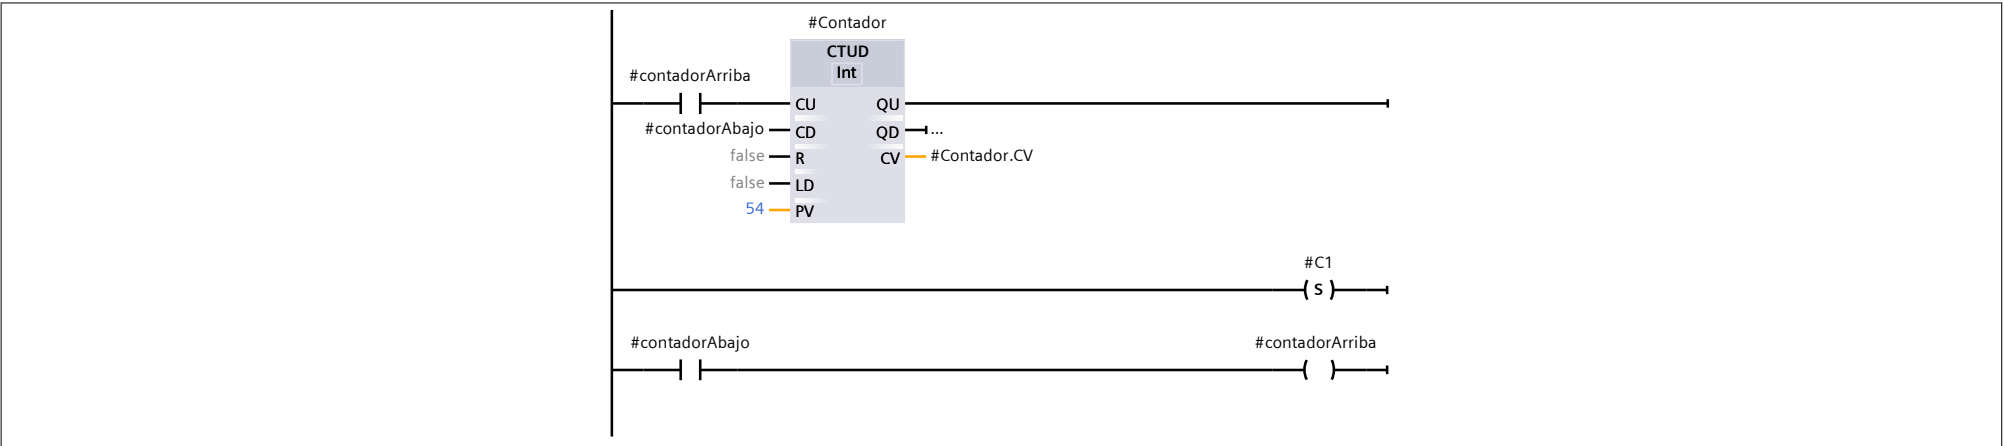 #Contador
CTUD
Int
#contadorArriba
CU QU
#contadorAbajo CD QD ...
false R CV #Contador.CV
false LD
54 PV
#C1
S
#contadorAbajo #contadorArriba